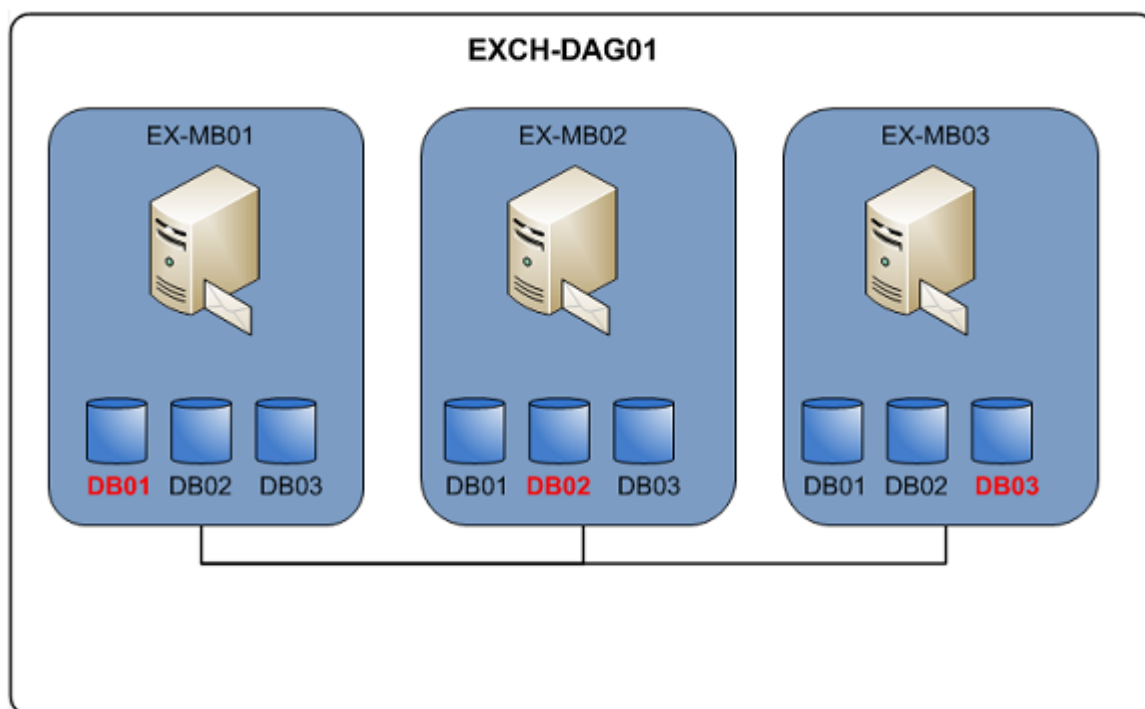 EXCH-DAG01
EX-MB01
EX-MB02
EX-MB03
DB01 DB02 DB03
DB01 DB02 DB03
DB01 DB02 DB03